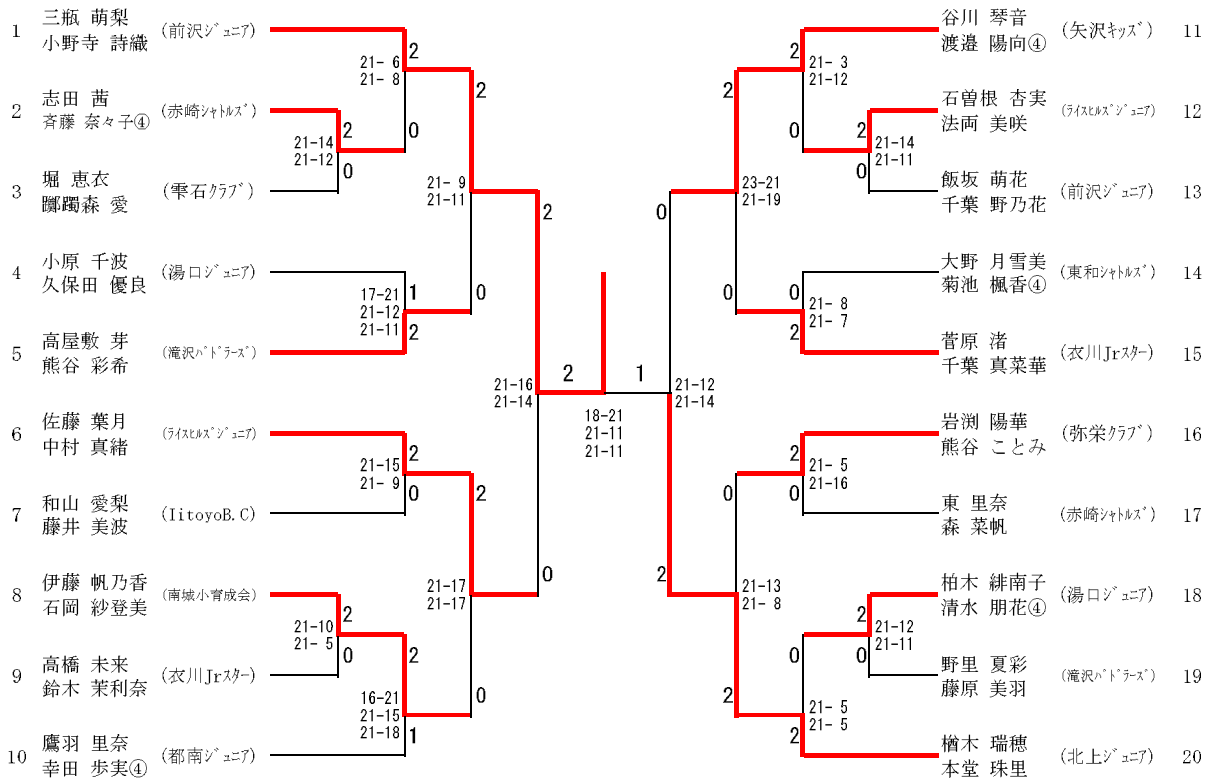 1 三瓶 萌梨 (前沢ジュニア)
小野寺 詩織
2 志田 茜 (赤崎シャトルズ)
斉藤 奈々子④
3 堀 恵衣 (雫石クラブ)
躑躅森 愛
4 小原 千波 (湯口ジュニア)
久保田 優良
5 高屋敷 芽 (滝沢バドラーズ)
熊谷 彩希
6 佐藤 葉月 (ライスヒルズジュニア)
中村 真緒
7 和山 愛梨 (IitoyoB.C)
藤井 美波
8 伊藤 帆乃香 (南城小育成会)
石岡 紗登美
9 高橋 未来 (衣川Jrスター)
鈴木 茉利奈
10 鷹羽 里奈 (都南ジュニア)
幸田 歩実④
2
21- 6
21- 8
0
2
21-14
21-12
0
2
21- 9
21-11
0
1
17-21
21-12
21-11
2
2
21-16
21-14
0
2
21-15
21- 9
0
2
21-17
21-17
0
2
21-10
21- 5
0
2
16-21
21-15
21-18
1
2 1
18-21
21-11
21-11
0
21-12
21-14
2
2
23-21
21-19
0
2
21- 3
21-12
0
2
21-14
21-11
0
0
21- 8
21- 7
2
2
21- 5
21-16
0
0
21-13
21- 8
2
2
21-12
21-11
0
0
21- 5
21- 5
2
谷川 琴音 (矢沢キッズ) 11
渡邉 陽向④
石曽根 杏実 (ライスヒルズジュニア) 12
法両 美咲
飯坂 萌花 (前沢ジュニア) 13
千葉 野乃花
大野 月雪美 (東和シャトルズ) 14
菊池 楓香④
菅原 渚 (衣川Jrスター) 15
千葉 真菜華
岩渕 陽華 (弥栄クラブ) 16
熊谷 ことみ
東 里奈 (赤崎シャトルズ) 17
森 菜帆
柏木 緋南子 (湯口ジュニア) 18
清水 朋花④
野里 夏彩 (滝沢バドラーズ) 19
藤原 美羽
楢木 瑞穂 (北上ジュニア) 20
本堂 珠里